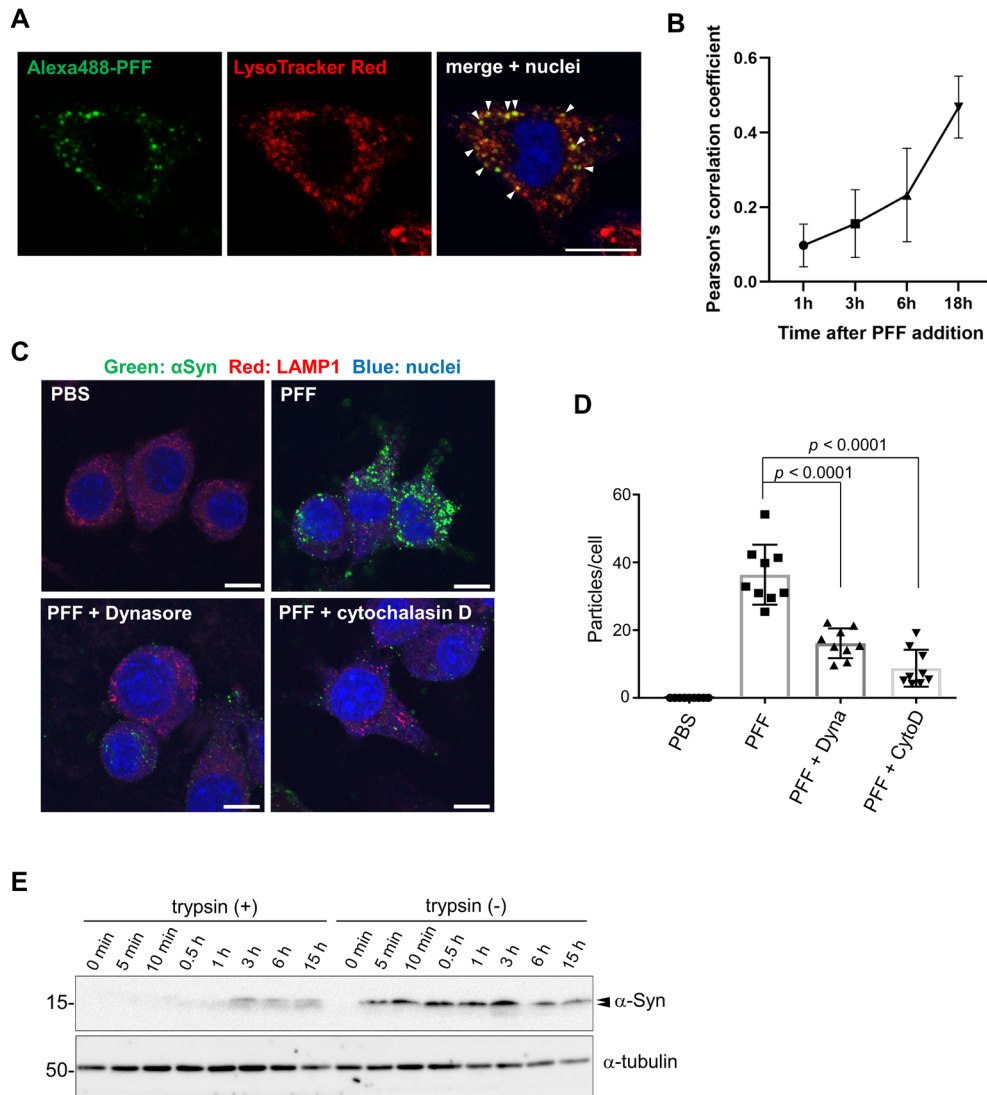 A
Alexa488-PFF
LysoTracker Red
merge + nuclei
B
Pearson's correlation coefficient
0.6
0.4
0.2
0.0
1h 3h 6h 18h
Time after PFF addition
C
Green: αSyn Red: LAMP1 Blue: nuclei
PBS
PFF
PFF + Dynasore
PFF + cytochalasin D
D
p < 0.0001
p < 0.0001
Particles/cell
60
40
20
0
PBS
PFF
PFF + Dyna
PFF + CytoD
E
trypsin (+) trypsin (-)
0 min 5 min 10 min 0.5 h 1 h 3 h 6 h 15 h 0 min 5 min 10 min 0.5 h 1 h 3 h 6 h 15 h
15-
α-Syn
50-
α-tubulin